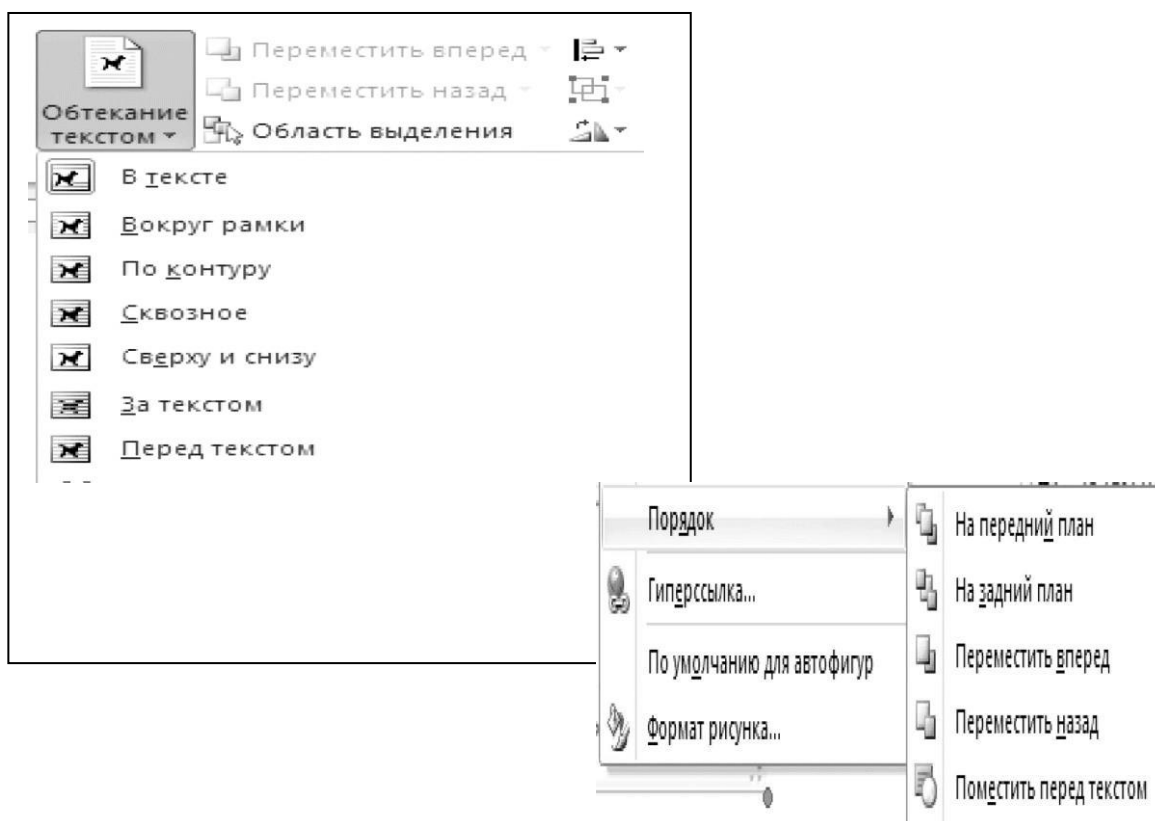 Обтекание текстом
Переместить вперед
Переместить назад
Область выделения
В тексте
Вокруг рамки
По контуру
Сквозное
Сверху и снизу
За текстом
Перед текстом
Порядок
Гиперссылка...
По умолчанию для автофигур
Формат рисунка...
На передний план
На задний план
Переместить вперед
Переместить назад
Поместить перед текстом